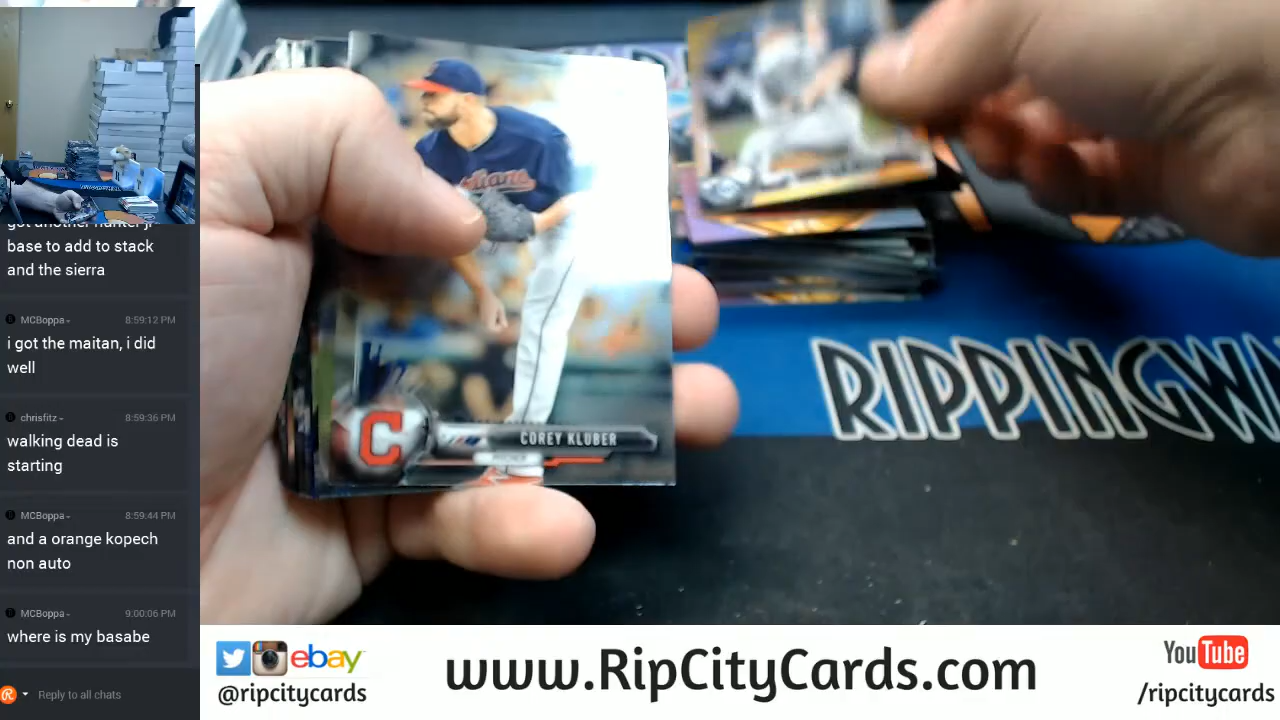 base to add to stack
and the sierra
MCBoppa-
8:59:12 PM
i got the maitan, i did
well
chrisfitz-
8:59:36 PM
walking dead is
starting
MCBoppa-
8:59:44 PM
and a orange kopech
non auto
MCBoppa-
9:00:06 PM
where is my basabe
Reply to all chats
C
COREY KLUBER
RIPPINGW
ebay
@ripcitycards
www.RipCityCards.com
YouTube
/ripcitycards